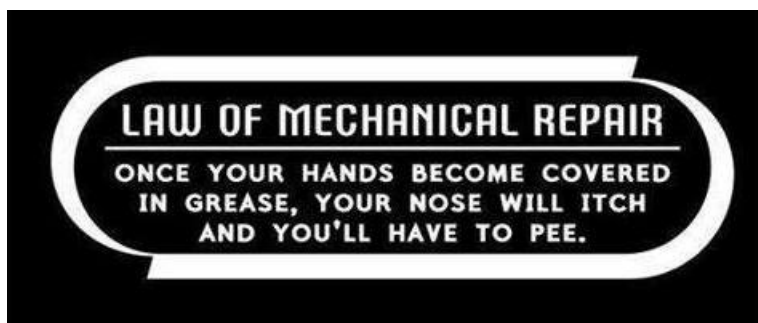 LAW OF MECHANICAL REPAIR
ONCE YOUR HANDS BECOME COVERED
IN GREASE, YOUR NOSE WILL ITCH
AND YOU'LL HAVE TO PEE.